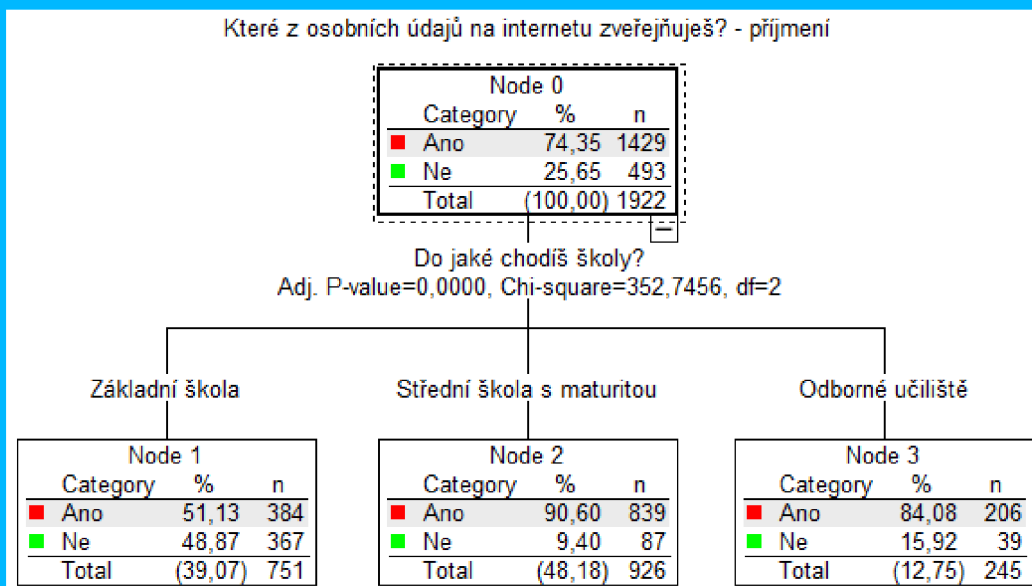 Které z osobních údajů na internetu zveřejňuješ? - příjmení
Node 0
Category % n
Ano 74,35 1429
Ne 25,65 493
Total (100,00) 1922
Do jaké chodíš školy?
Adj. P-value=0,0000, Chi-square=352,7456, df=2
Základní škola
Node 1
Category % n
Ano 51,13 384
Ne 48,87 367
Total (39,07) 751
Střední škola s maturitou
Node 2
Category % n
Ano 90,60 839
Ne 9,40 87
Total (48,18) 926
Odborné učiliště
Node 3
Category % n
Ano 84,08 206
Ne 15,92 39
Total (12,75) 245